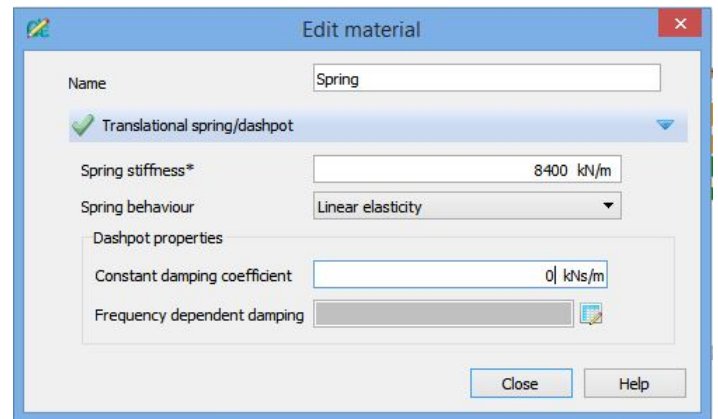 Edit material
Name Spring
Translational spring/dashpot
Spring stiffness* 8400 kN/m
Spring behaviour Linear elasticity
Dashpot properties
Constant damping coefficient 0 kNs/m
Frequency dependent damping
Close Help